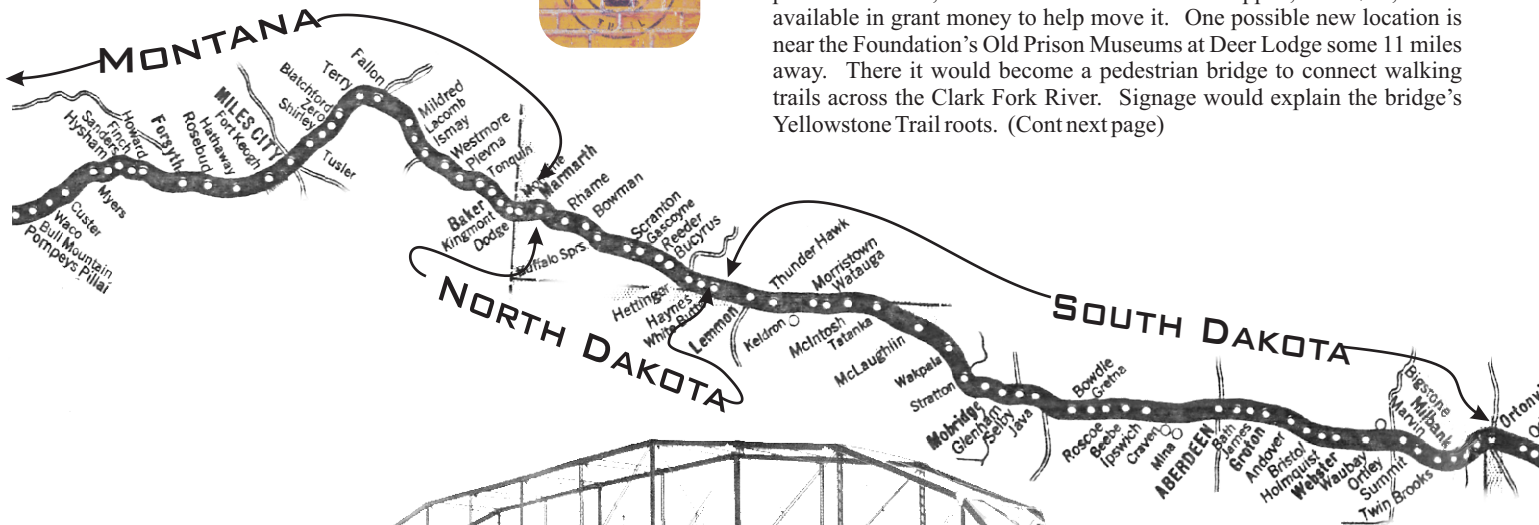 available in grant money to help move it. One possible new location is
near the Foundation's Old Prison Museums at Deer Lodge some 11 miles
away. There it would become a pedestrian bridge to connect walking
trails across the Clark Fork River. Signage would explain the bridge's
Yellowstone Trail roots. (Cont next page)
MONTANA
Hysham
Sanders
Finch
Howard
Forsyth
Rosebud
Hathaway
Fort Keogh
MILES CITY
Shirley
Zero
Blatchford
Terry
Fallon
Mildred
Lacomb
Ismay
Westmore
Plevna
Tonquin
Marmarth
Rhame
Bowman
Scranton
Gascoyne
Reeder
Bucyrus
Thunder Hawk
Morristown
Watauga
Pompeys Pillar
Bull Mountain
Waco
Custer
Myers
Tusler
Baker
Kingmont
Dodge
Buffalo Sprs.
Hettinger
Haynes
White Butte
Lemmon
Keldron
McIntosh
Tatanka
McLaughlin
Wakpala
Stratton
NORTH DAKOTA
SOUTH DAKOTA
Mobridge
Glenham
Selby
Java
Bowdle
Gretna
Roscoe
Beebe
Ipswich
Craven
Mina
ABERDEEN
Bath
James
Groton
Andover
Bristol
Holmquist
Webster
Waubay
Ortley
Summit
Twin Brooks
Marvin
Milbank
Bigstone